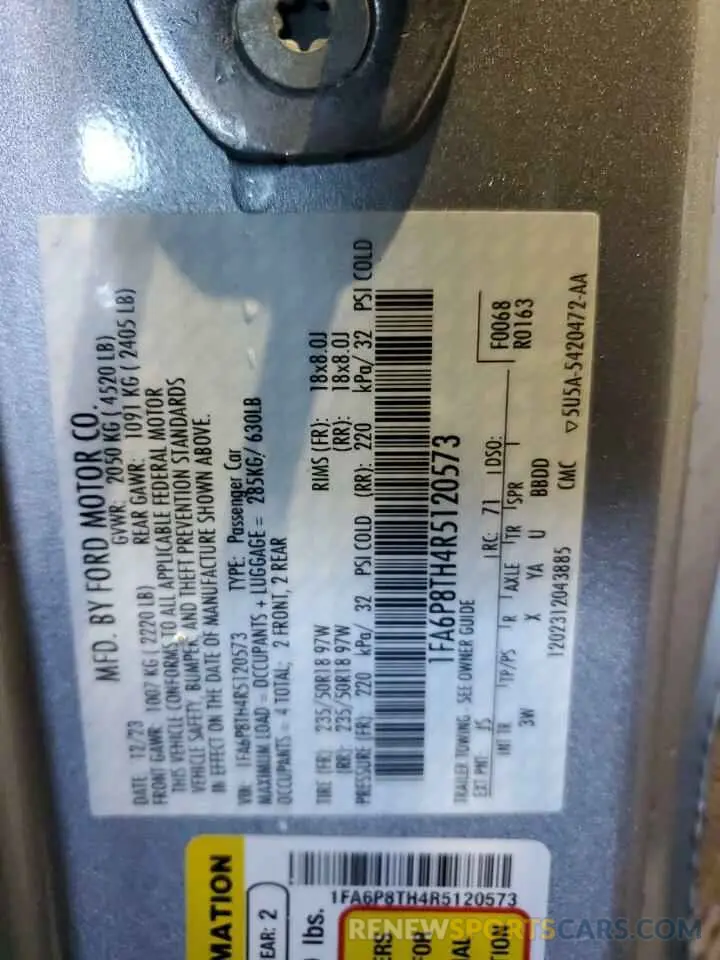 MFD. BY FORD MOTOR CO.
DATE 12/23 GVWR: 2050 KG ( 4520 LB)
FRONT GAWR: 1007 KG ( 2220 LB) REAR GAWR: 1091 KG ( 2405 LB)
THIS VEHICLE CONFORMS TO ALL APPLICABLE FEDERAL MOTOR
VEHICLE SAFETY, BUMPER, AND THEFT PREVENTION STANDARDS
IN EFFECT ON THE DATE OF MANUFACTURE SHOWN ABOVE.
VIN: 1FA6P8TH4R5120573 TYPE: Passenger Car
MAXIMUM LOAD = OCCUPANTS + LUGGAGE = 285KG/ 630LB
OCCUPANTS = 4 TOTAL; 2 FRONT, 2 REAR
TIRE (FR): 235/50R18 97W RIMS (FR): 18x8.0J
(RR): 235/50R18 97W (RR): 18x8.0J
PRESSURE (FR): 220 kPa/ 32 PSI COLD (RR): 220 kPa/ 32 PSI COLD
1FA6P8TH4R5120573
TRAILER TOWING SEE OWNER GUIDE F0068
EXT PNT JS RC: 71 DSO: R0163
INT TR TP/PS R AXLE TR SPR
3W X YA U BBDD
1202312043885 CMC ▽5U5A-5420472-AA
MATION
EAR: 2
lbs.
1FA6P8TH4R5120573
ERS
FOR
AL
TION
RENEWSPORTSCARS.COM